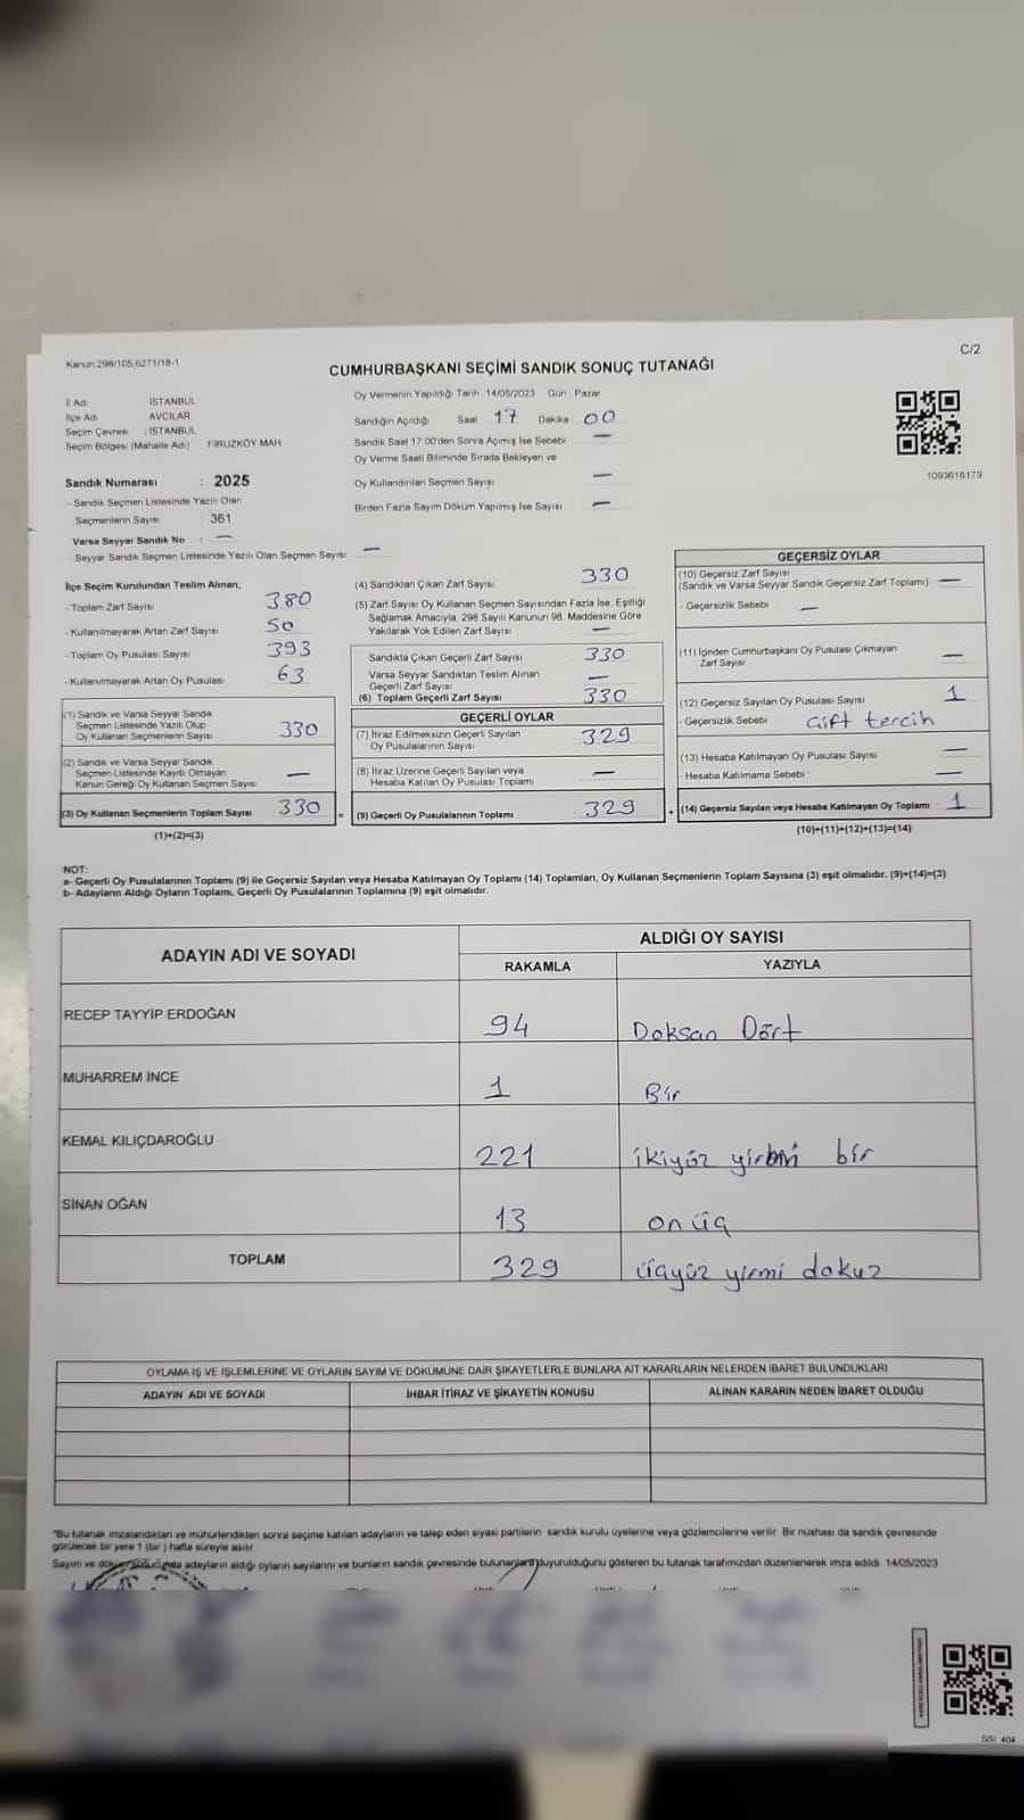 Kanun:298/105,6271/18-1
C/2
CUMHURBAŞKANI SEÇİMİ SANDIK SONUÇ TUTANAĞI
İl Adı : İSTANBUL
İlçe Adı : AVCILAR
Seçim Çevresi : İSTANBUL
Seçim Bölgesi (Mahalle Adı) : FİRUZKÖY MAH.
Sandık Numarası : 2025
- Sandık Seçmen Listesinde Yazılı Olan
Seçmenlerin Sayısı : 361
Varsa Seyyar Sandık No : —
- Seyyar Sandık Seçmen Listesinde Yazılı Olan Seçmen Sayısı: —
Oy Vermenin Yapıldığı Tarih : 14/05/2023 Gün : Pazar
Sandığın Açıldığı Saat 17 Dakika 00
Sandık Saat 17.00'den Sonra Açılmış İse Sebebi : —
Oy Verme Saati Bitiminde Sırada Bekleyen ve
Oy Kullandırılan Seçmen Sayısı —
Birden Fazla Sayım Döküm Yapılmış İse Sayısı —
1093616179
İlçe Seçim Kurulundan Teslim Alınan;
- Toplam Zarf Sayısı 380
- Kullanılmayarak Artan Zarf Sayısı 50
- Toplam Oy Pusulası Sayısı 393
- Kullanılmayarak Artan Oy Pusulası 63
(1) Sandık ve Varsa Seyyar Sandık
Seçmen Listesinde Yazılı Olup
Oy Kullanan Seçmenlerin Sayısı 330
(2) Sandık ve Varsa Seyyar Sandık
Seçmen Listesinde Kayıtlı Olmayan
Kanun Gereği Oy Kullanan Seçmen Sayısı —
(3) Oy Kullanan Seçmenlerin Toplam Sayısı 330
(1)+(2)=(3)
(4) Sandıktan Çıkan Zarf Sayısı 330
(5) Zarf Sayısı Oy Kullanan Seçmen Sayısından Fazla İse, Eşitliği
Sağlamak Amacıyla, 298 Sayılı Kanunun 98. Maddesine Göre
Yakılarak Yok Edilen Zarf Sayısı —
Sandıkta Çıkan Geçerli Zarf Sayısı 330
Varsa Seyyar Sandıktan Teslim Alınan
Geçerli Zarf Sayısı —
(6) Toplam Geçerli Zarf Sayısı 330
GEÇERLİ OYLAR
(7) İtiraz Edilmeksizin Geçerli Sayılan
Oy Pusulalarının Sayısı 329
(8) İtiraz Üzerine Geçerli Sayılan veya
Hesaba Katılan Oy Pusulası Toplamı —
= (9) Geçerli Oy Pusulalarının Toplamı 329
GEÇERSİZ OYLAR
(10) Geçersiz Zarf Sayısı
(Sandık ve Varsa Seyyar Sandık Geçersiz Zarf Toplamı) —
- Geçersizlik Sebebi : —
(11) İçinden Cumhurbaşkanı Oy Pusulası Çıkmayan
Zarf Sayısı —
(12) Geçersiz Sayılan Oy Pusulası Sayısı 1
- Geçersizlik Sebebi : Çift tercih
(13) Hesaba Katılmayan Oy Pusulası Sayısı —
- Hesaba Katılmama Sebebi : —
+ (14) Geçersiz Sayılan veya Hesaba Katılmayan Oy Toplamı 1
(10)+(11)+(12)+(13)=(14)
NOT:
a- Geçerli Oy Pusulalarının Toplamı (9) ile Geçersiz Sayılan veya Hesaba Katılmayan Oy Toplamı (14) Toplamları, Oy Kullanan Seçmenlerin Toplam Sayısına (3) eşit olmalıdır. (9)+(14)=(3)
b- Adayların Aldığı Oyların Toplamı, Geçerli Oy Pusulalarının Toplamına (9) eşit olmalıdır.
ADAYIN ADI VE SOYADI ALDIĞI OY SAYISI
RAKAMLA YAZIYLA
RECEP TAYYİP ERDOĞAN 94 Doksan Dört
MUHARREM İNCE 1 Bir
KEMAL KILIÇDAROĞLU 221 ikiyüz yirmi bir
SİNAN OĞAN 13 on üç
TOPLAM 329 üçyüz yirmi dokuz
OYLAMA İŞ VE İŞLEMLERİNE VE OYLARIN SAYIM VE DÖKÜMÜNE DAİR ŞİKAYETLERLE BUNLARA AİT KARARLARIN NELERDEN İBARET BULUNDUKLARI
ADAYIN ADI VE SOYADI İHBAR İTİRAZ VE ŞİKAYETİN KONUSU ALINAN KARARIN NEDEN İBARET OLDUĞU
"Bu tutanak imzalandıktan ve mühürlendikten sonra seçime katılan adayların ve talep eden siyasi partilerin sandık kurulu üyelerine veya gözlemcilerine verilir. Bir nüshası da sandık çevresinde
görülecek bir yere 1 (bir ) hafta süreyle asılır.
Sayım ve döküm sonucunda adayların aldığı oyların sayılarını ve bunların sandık çevresinde bulunanlara duyurulduğunu gösteren bu tutanak tarafımızdan düzenlenerek imza edildi. 14/05/2023